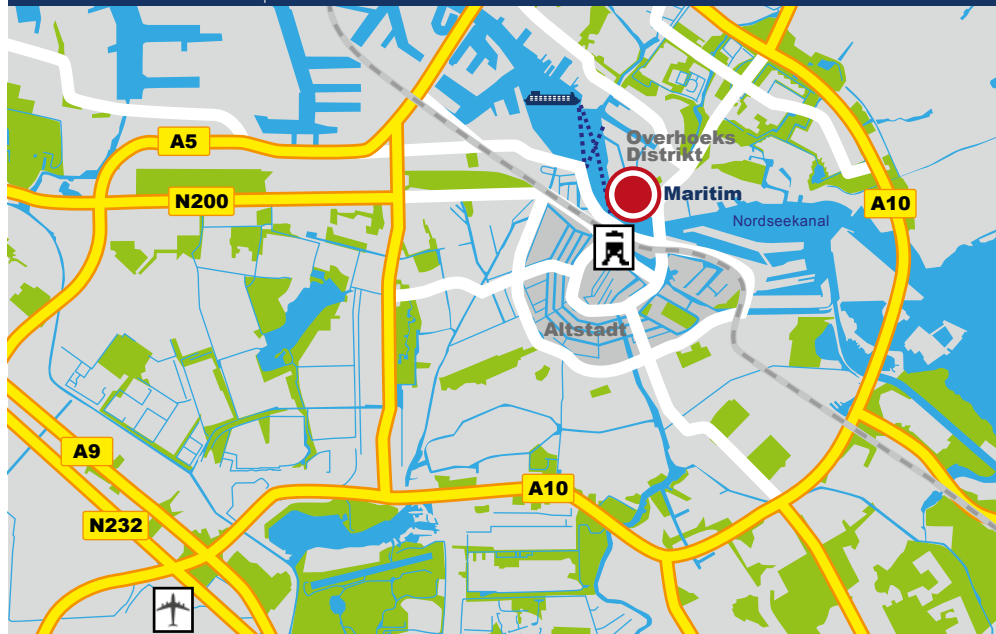 A5
Overhoeks
Distrikt
N200
Maritim
A10
Nordseekanal
Altstadt
A9
A10
N232